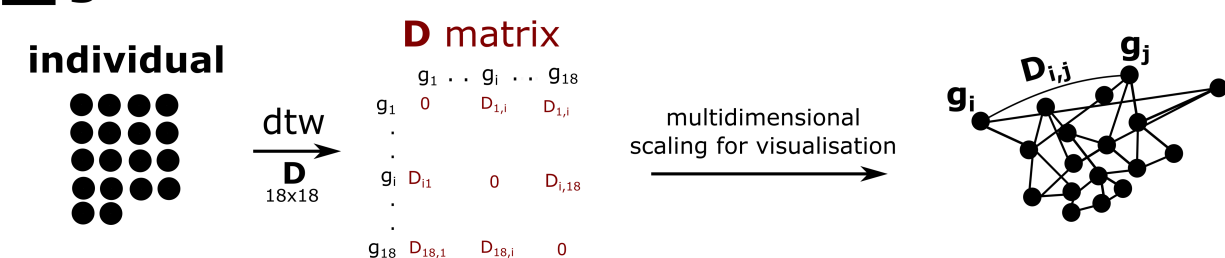 individual
dtw
D
18x18
D matrix
g1 . . gi . . g18
g1 0 D1,i D1,i
.
.
gi Di1 0 Di,18
.
.
g18 D18,1 D18,i 0
multidimensional
scaling for visualisation
gi
Di,j
gj